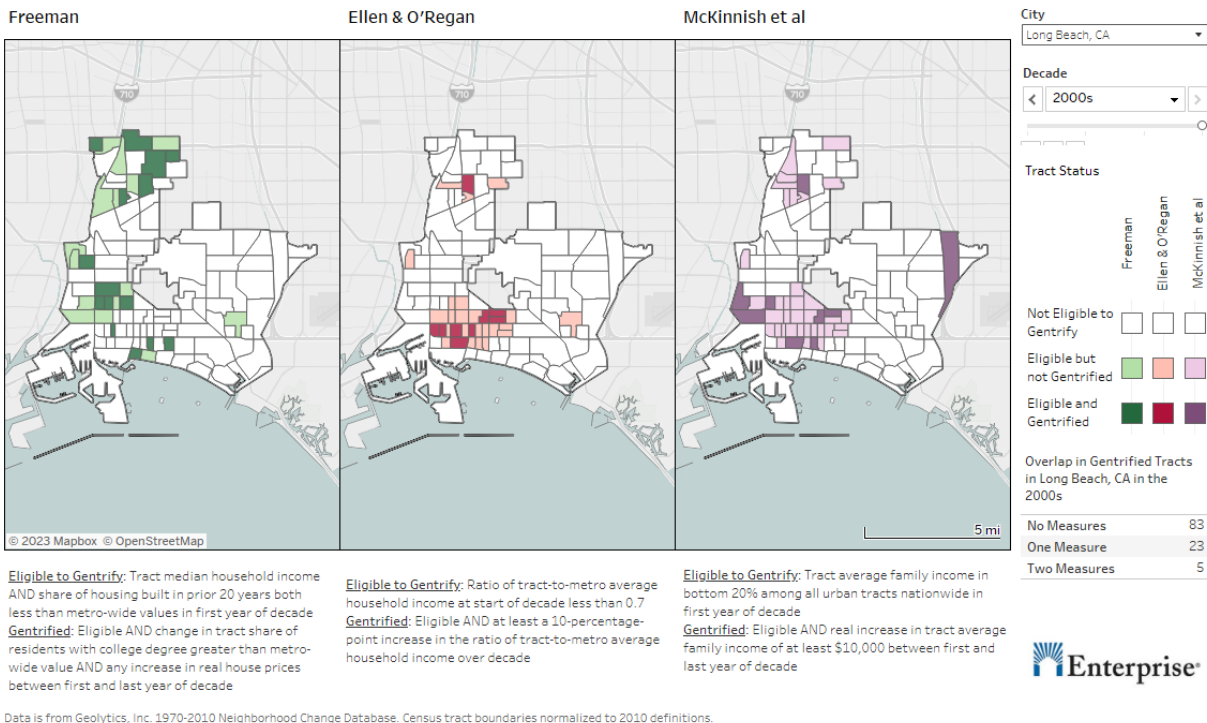 Freeman
Ellen & O'Regan
McKinnish et al
710
710
710
© 2023 Mapbox © OpenStreetMap
5 mi
City
Long Beach, CA
Decade
2000s
Tract Status
Freeman
Ellen & O'Regan
McKinnish et al
Not Eligible to
Gentrify
Eligible but
not Gentrified
Eligible and
Gentrified
Overlap in Gentrified Tracts
in Long Beach, CA in the
2000s
No Measures 83
One Measure 23
Two Measures 5
Eligible to Gentrify: Tract median household income
AND share of housing built in prior 20 years both
less than metro-wide values in first year of decade
Gentrified: Eligible AND change in tract share of
residents with college degree greater than metro-
wide value AND any increase in real house prices
between first and last year of decade
Eligible to Gentrify: Ratio of tract-to-metro average
household income at start of decade less than 0.7
Gentrified: Eligible AND at least a 10-percentage-
point increase in the ratio of tract-to-metro average
household income over decade
Eligible to Gentrify: Tract average family income in
bottom 20% among all urban tracts nationwide in
first year of decade
Gentrified: Eligible AND real increase in tract average
family income of at least $10,000 between first and
last year of decade
Enterprise
Data is from Geolytics, Inc. 1970-2010 Neighborhood Change Database. Census tract boundaries normalized to 2010 definitions.